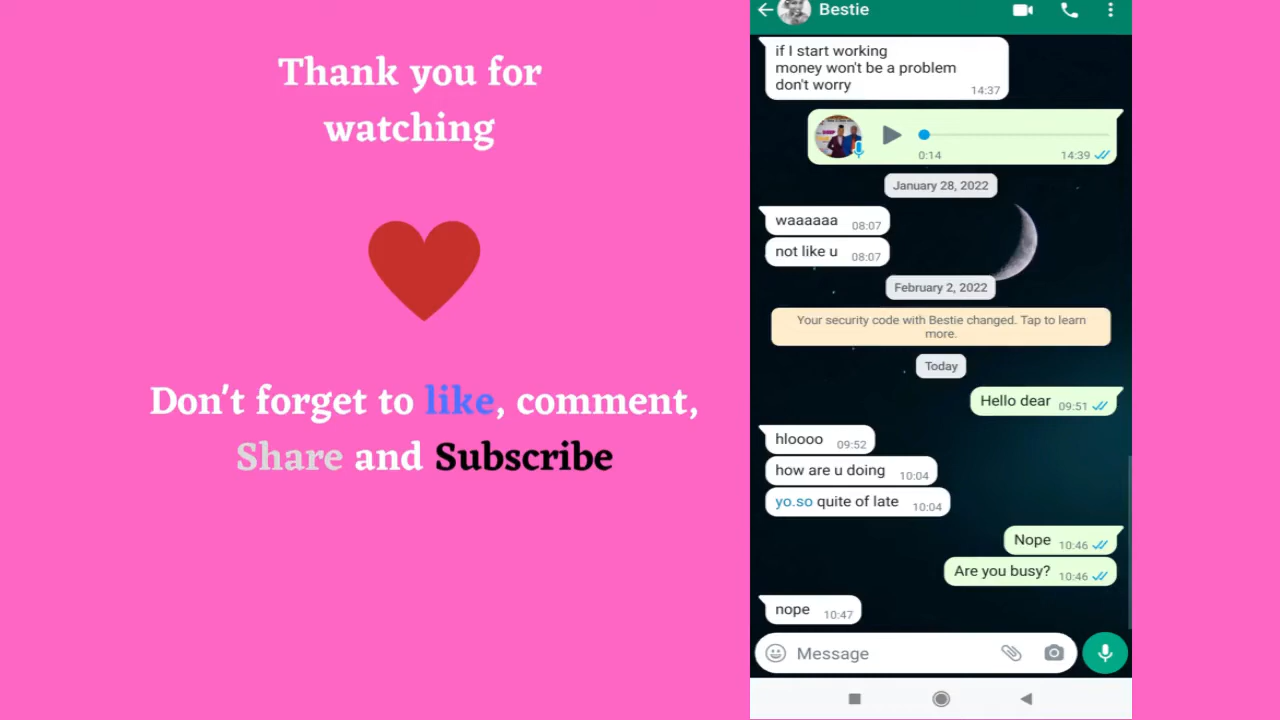 Thank you for
watching
Don't forget to like, comment,
Share and Subscribe
Bestie
if I start working
money won't be a problem
don't worry
14:37
0:14
14:39
January 28, 2022
waaaaaa 08:07
not like u 08:07
February 2, 2022
Your security code with Bestie changed. Tap to learn
more.
Today
Hello dear 09:51
hloooo 09:52
how are u doing 10:04
yo.so quite of late 10:04
Nope 10:46
Are you busy? 10:46
nope 10:47
Message